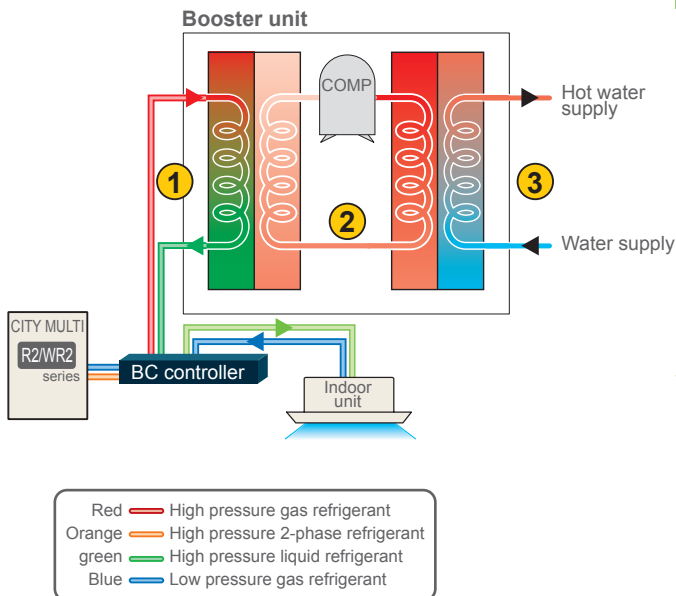 Booster unit
COMP
Hot water
supply
1
2
3
Water supply
CITY MULTI
R2/WR2
series
BC controller
Indoor
unit
Red High pressure gas refrigerant
Orange High pressure 2-phase refrigerant
green High pressure liquid refrigerant
Blue Low pressure gas refrigerant